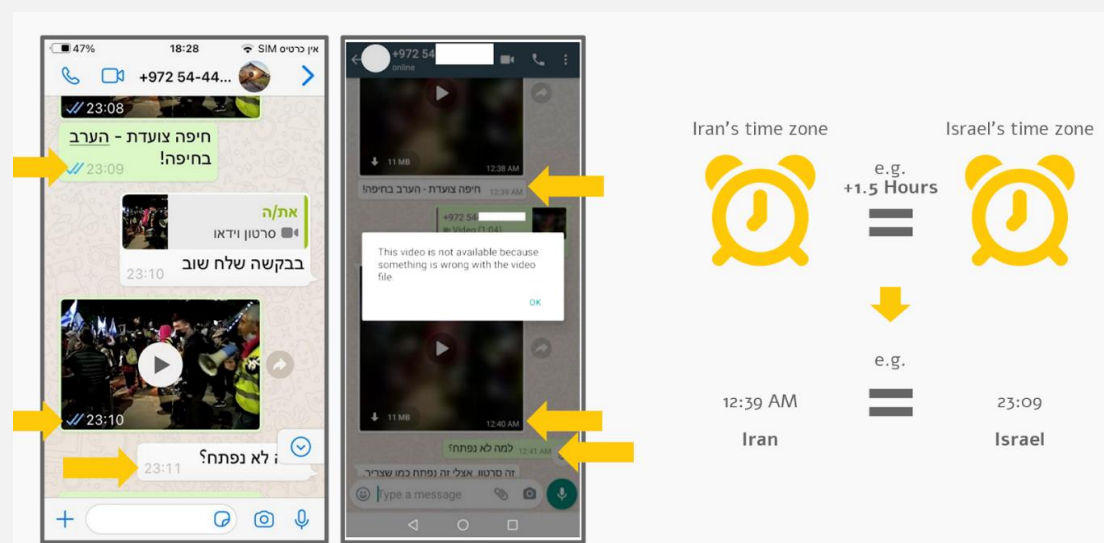 47%
18:28
אין כרטיס SIM
+972 54-44...
23:08
חיפה צועדת - הערב
בחיפה!
23:09
את/ה
סרטון וידאו
בבקשה שלח שוב
23:10
23:10
לא נפתח?
23:11
+972 54
online
11 MB
12:38 AM
חיפה צועדת - הערב בחיפה!
12:39 AM
+972 54
Video (1:04)
This video is not available because
something is wrong with the video
file.
OK
11 MB
12:40 AM
למה לא נפתח?
12:41 AM
זה סרטון. אצלי זה נפתח כמו שצריך.
Type a message
Iran's time zone
Israel's time zone
e.g.
+1.5 Hours
e.g.
12:39 AM
23:09
Iran
Israel